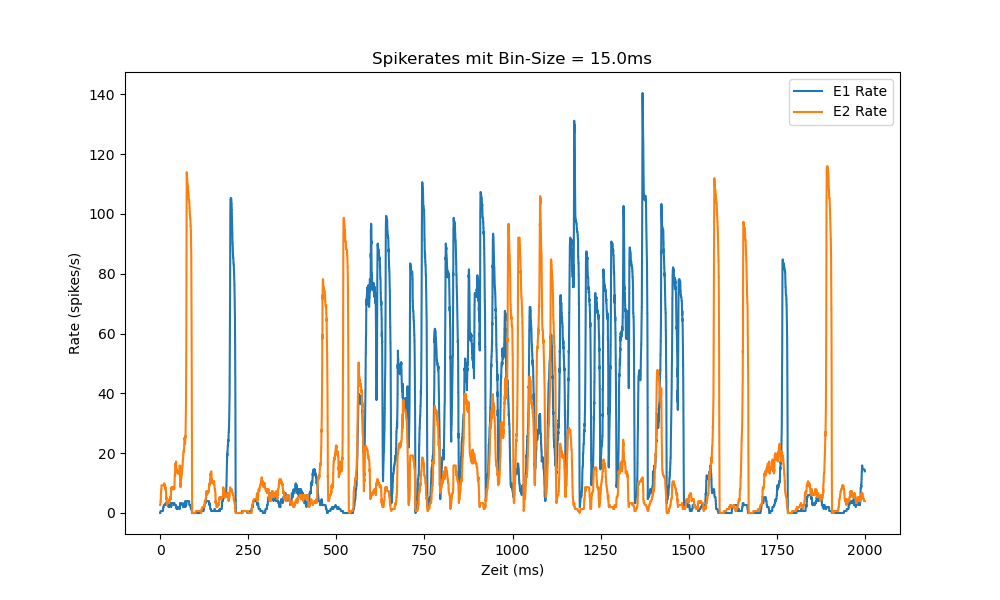 Spikerates mit Bin-Size = 15.0ms
E1 Rate
E2 Rate
Rate (spikes/s)
140
120
100
80
60
40
20
0
0 250 500 750 1000 1250 1500 1750 2000
Zeit (ms)